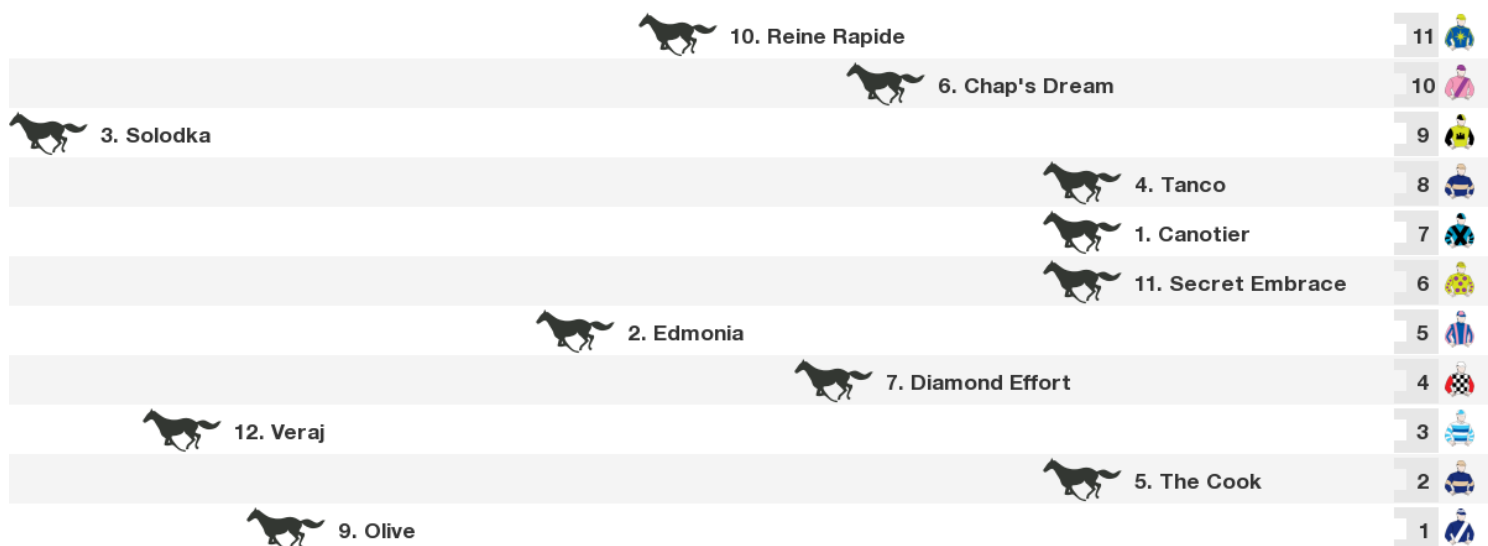 10. Reine Rapide 11
6. Chap's Dream 10
3. Solodka 9
4. Tanco 8
1. Canotier 7
11. Secret Embrace 6
2. Edmonia 5
7. Diamond Effort 4
12. Veraj 3
5. The Cook 2
9. Olive 1